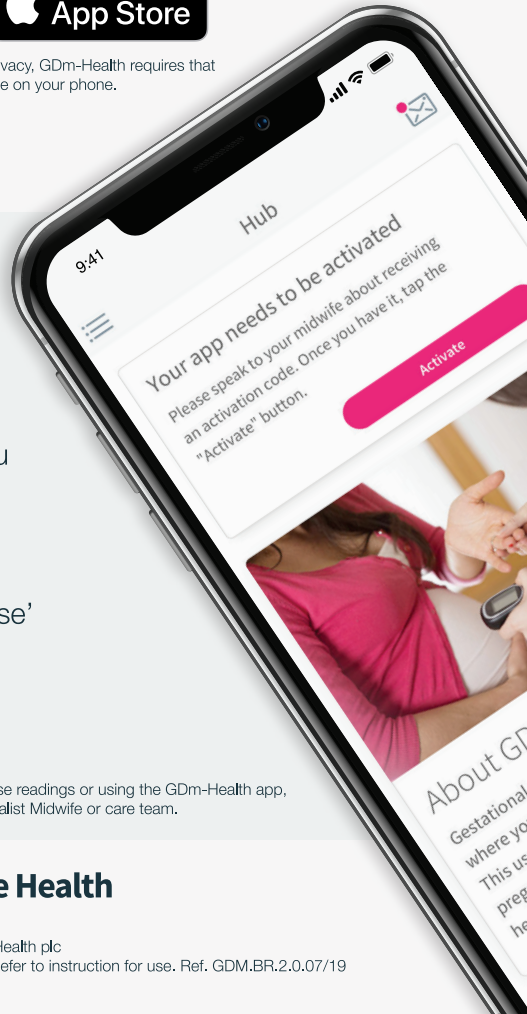 App Store
vacy, GDm-Health requires that
e on your phone.
9:41
Hub
Your app needs to be activated
Please speak to your midwife about receiving
an activation code. Once you have it, tap the
"Activate" button.
Activate
u
se'
About GD
Gestational
where yo
This us
preg
he
se readings or using the GDm-Health app,
alist Midwife or care team.
e Health
Health plc
efer to instruction for use. Ref. GDM.BR.2.0.07/19